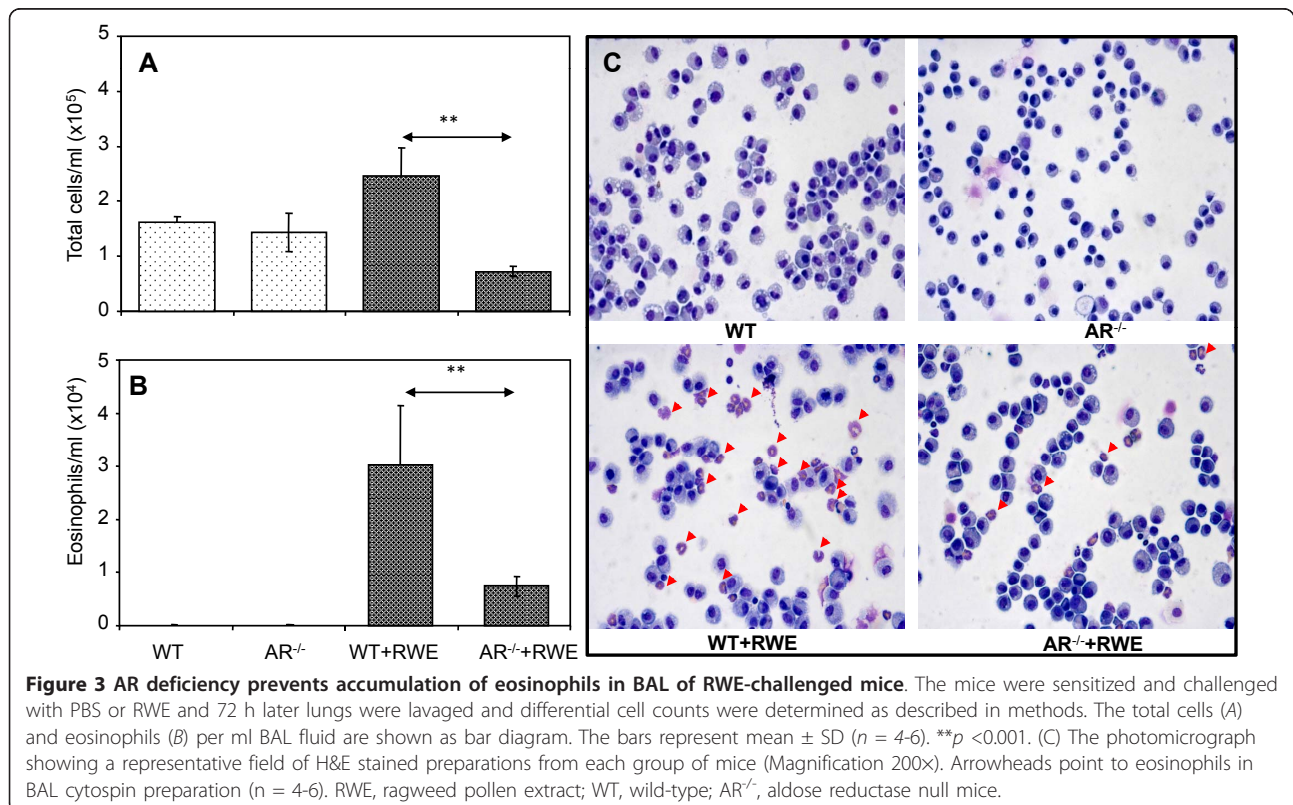 A
Total cells/ml (x10⁵)
5
4
3
2
1
0
**
B
Eosinophils/ml (x10⁴)
5
4
3
2
1
0
**
WT AR⁻/⁻ WT+RWE AR⁻/⁻+RWE
C
WT AR⁻/⁻
WT+RWE AR⁻/⁻+RWE
Figure 3 AR deficiency prevents accumulation of eosinophils in BAL of RWE-challenged mice. The mice were sensitized and challenged
with PBS or RWE and 72 h later lungs were lavaged and differential cell counts were determined as described in methods. The total cells (A)
and eosinophils (B) per ml BAL fluid are shown as bar diagram. The bars represent mean ± SD (n = 4-6). **p <0.001. (C) The photomicrograph
showing a representative field of H&E stained preparations from each group of mice (Magnification 200×). Arrowheads point to eosinophils in
BAL cytospin preparation (n = 4-6). RWE, ragweed pollen extract; WT, wild-type; AR⁻/⁻, aldose reductase null mice.